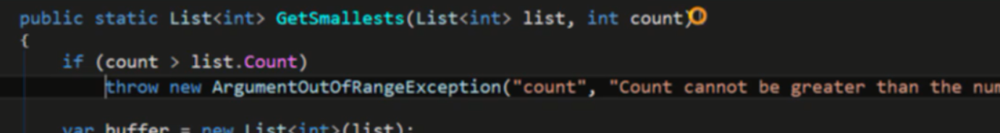 public static List<int> GetSmallests(List<int> list, int count)
{
if (count > list.Count)
throw new ArgumentOutOfRangeException("count", "Count cannot be greater than the num
var buffer = new List<int>(list);